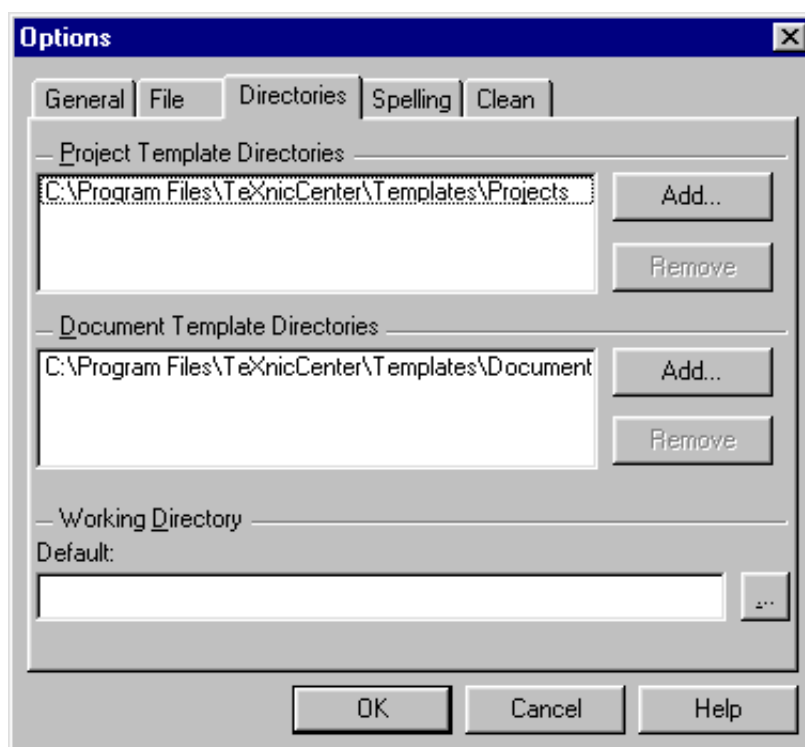 Options
General File Directories Spelling Clean
Project Template Directories
C:\Program Files\TeXnicCenter\Templates\Projects
Add...
Remove
Document Template Directories
C:\Program Files\TeXnicCenter\Templates\Document
Add...
Remove
Working Directory
Default:
...
OK Cancel Help